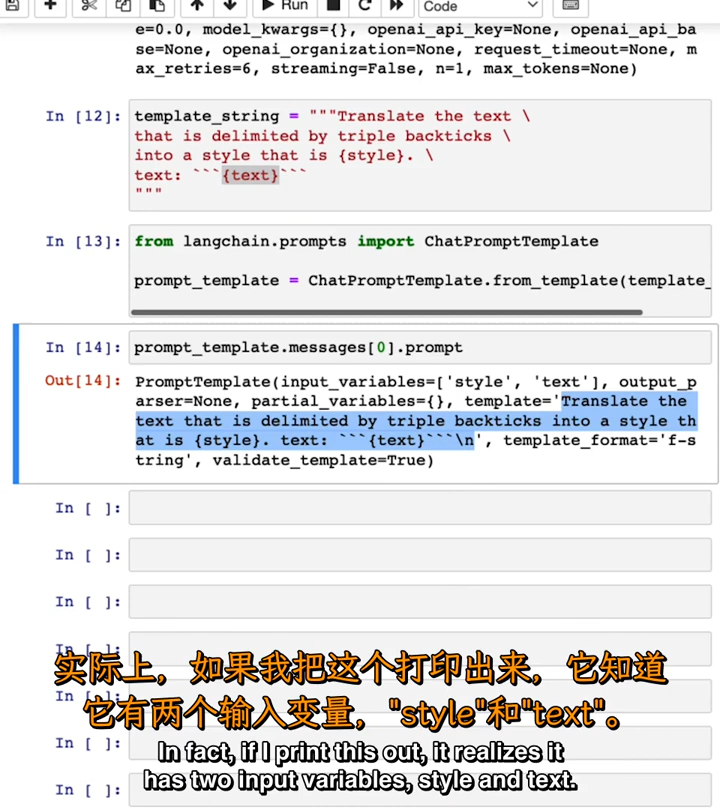 Run
Code
e=0.0, model_kwargs={}, openai_api_key=None, openai_api_ba
se=None, openai_organization=None, request_timeout=None, m
ax_retries=6, streaming=False, n=1, max_tokens=None)
In [12]: template_string = """Translate the text \
that is delimited by triple backticks \
into a style that is {style}. \
text: ```{text}```
"""
In [13]: from langchain.prompts import ChatPromptTemplate
prompt_template = ChatPromptTemplate.from_template(template_
In [14]: prompt_template.messages[0].prompt
Out[14]: PromptTemplate(input_variables=['style', 'text'], output_p
arser=None, partial_variables={}, template='Translate the
text that is delimited by triple backticks into a style th
at is {style}. text: ```{text}```\n', template_format='f-s
tring', validate_template=True)
In [ ]:
In [ ]:
In [ ]:
In [ ]:
实际上，如果我把这个打印出来，它知道
In [ ]:
它有两个输入变量，"style"和"text"。
In [ ]:
In fact, if I print this out, it realizes it
has two input variables, style and text.
In [ ]: